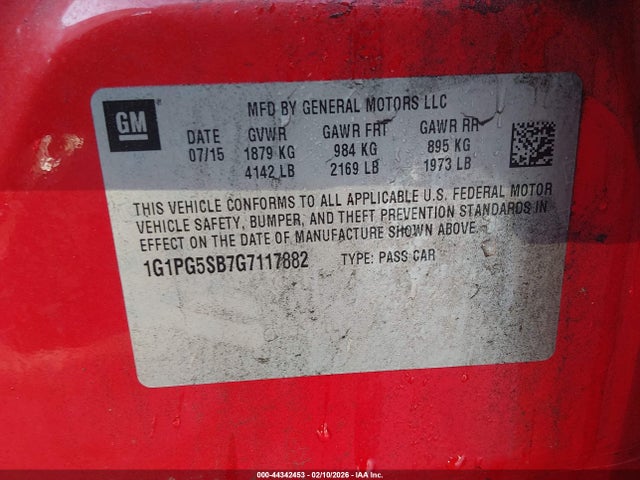 GM
MFD BY GENERAL MOTORS LLC
DATE GVWR GAWR FRT GAWR RR
07/15 1879 KG 984 KG 895 KG
4142 LB 2169 LB 1973 LB
THIS VEHICLE CONFORMS TO ALL APPLICABLE U.S. FEDERAL MOTOR
VEHICLE SAFETY, BUMPER, AND THEFT PREVENTION STANDARDS IN
EFFECT ON THE DATE OF MANUFACTURE SHOWN ABOVE.
1G1PG5SB7G7117882 TYPE: PASS CAR
000-44342453 - 02/10/2026 - IAA Inc.